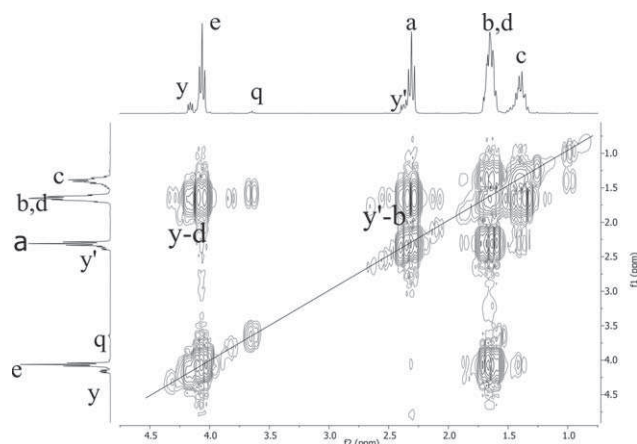 e
a
b,d
c
y
q
y'
c
b,d
a
y'
q
e
y
y-d
y'-b
1.0
1.5
2.0
2.5
3.0
3.5
4.0
4.5
f1 (ppm)
4.5 4.0 3.5 3.0 2.5 2.0 1.5 1.0
f2 (ppm)